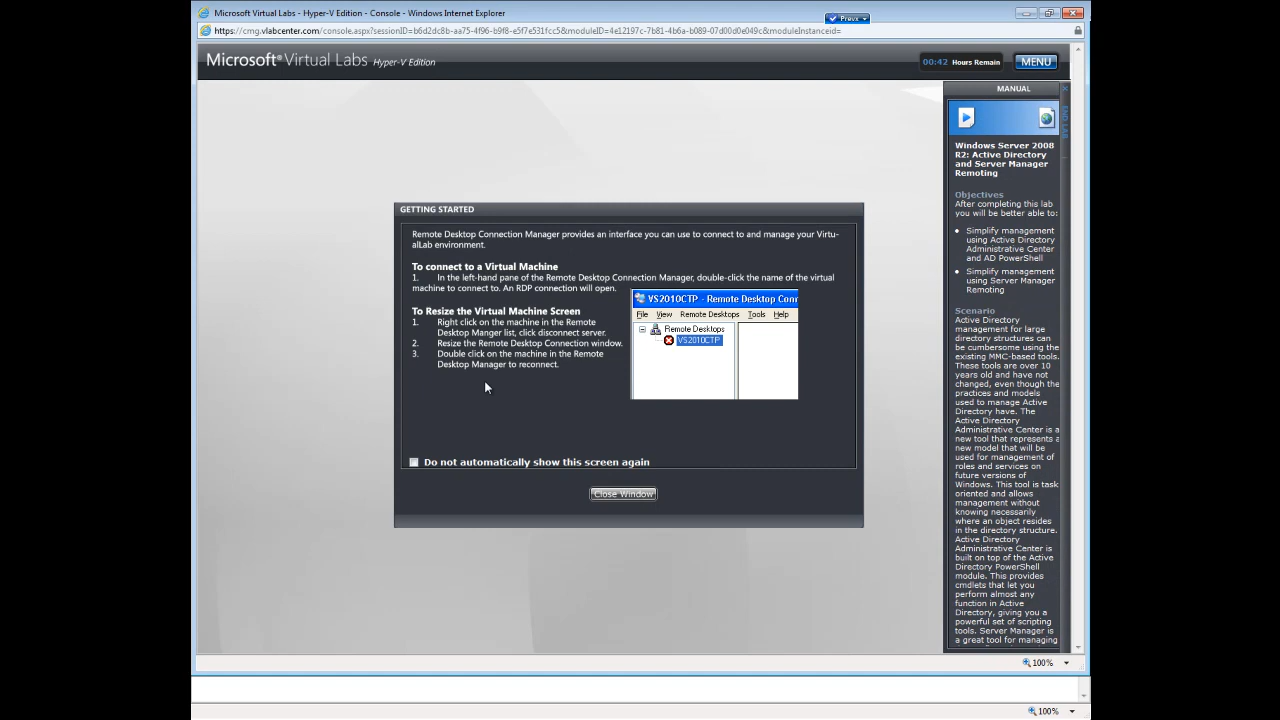 Microsoft Virtual Labs - Hyper-V Edition - Console - Windows Internet Explorer
Prevx
https://cmg.vlabcenter.com/console.aspx?sessionID=b6d2dc8b-aa75-4f96-b9f8-e5f7e531fcc5&moduleID=4e12197c-7b81-4b6a-b089-07d00d0e049c&moduleInstanceid=
Microsoft® Virtual Labs Hyper-V Edition
00:42 Hours Remain
MENU
GETTING STARTED
Remote Desktop Connection Manager provides an interface you can use to connect to and manage your Virtu-
alLab environment.
To connect to a Virtual Machine
1. In the left-hand pane of the Remote Desktop Connection Manager, double-click the name of the virtual
machine to connect to. An RDP connection will open.
To Resize the Virtual Machine Screen
1. Right click on the machine in the Remote
Desktop Manger list, click disconnect server.
2. Resize the Remote Desktop Connection window.
3. Double click on the machine in the Remote
Desktop Manager to reconnect.
VS2010CTP - Remote Desktop Conr
File View Remote Desktops Tools Help
Remote Desktops
VS2010CTP
Do not automatically show this screen again
Close Window
MANUAL
END LAB
Windows Server 2008
R2: Active Directory
and Server Manager
Remoting
Objectives
After completing this lab
you will be better able to:
Simplify management
using Active Directory
Administrative Center
and AD PowerShell
Simplify management
using Server Manager
Remoting
Scenario
Active Directory
management for large
directory structures can
be cumbersome using the
existing MMC-based tools.
These tools are over 10
years old and have not
changed, even though the
practices and models
used to manage Active
Directory have. The
Active Directory
Administrative Center is a
new tool that represents a
new model that will be
used for management of
roles and services on
future versions of
Windows. This tool is task
oriented and allows
management without
knowing necessarily
where an object resides
in the directory structure.
Active Directory
Administrative Center is
built on top of the Active
Directory PowerShell
module. This provides
cmdlets that let you
perform almost any
function in Active
Directory, giving you a
powerful set of scripting
tools. Server Manager is
a great tool for managing
100%
100%